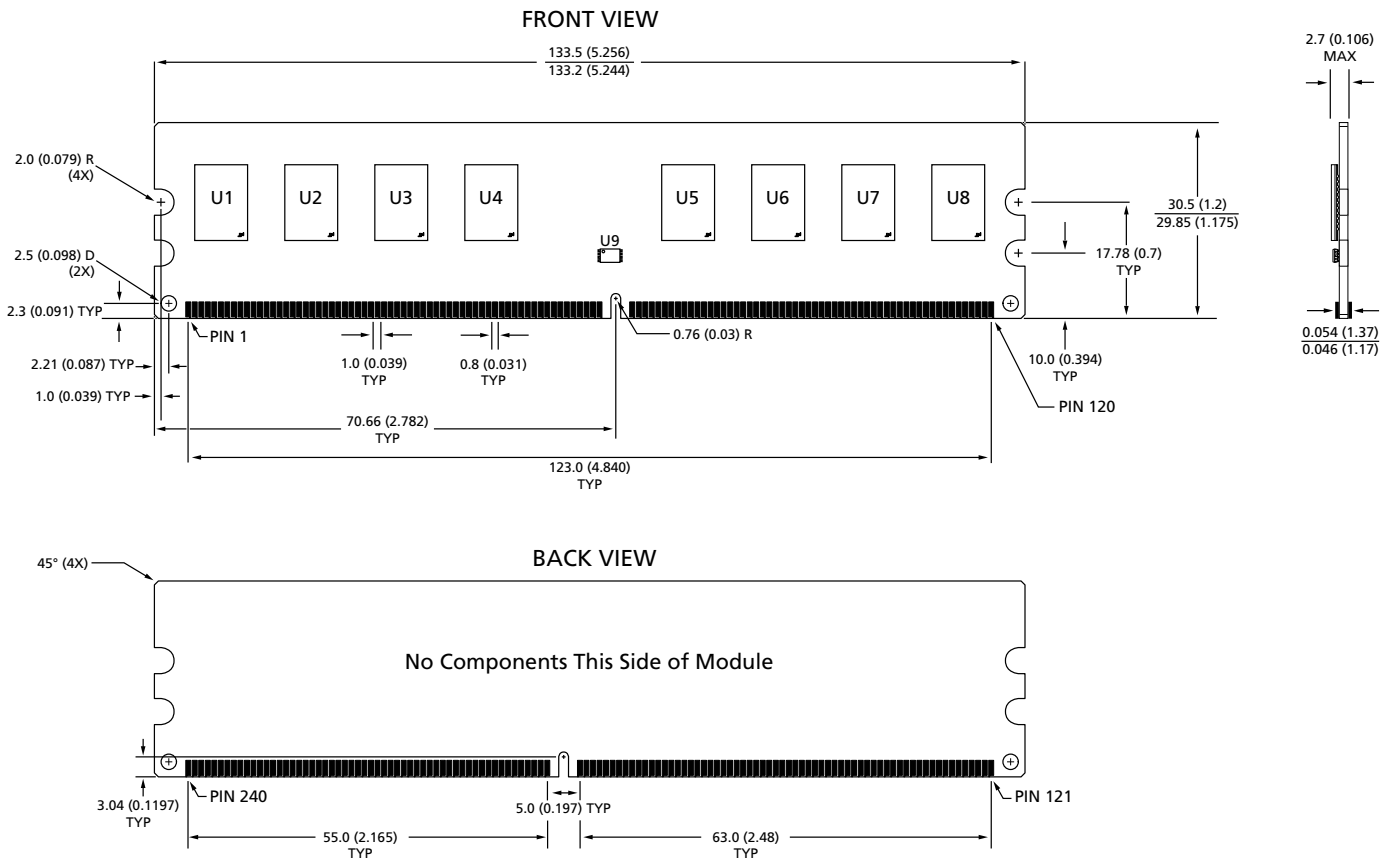 FRONT VIEW
133.5 (5.256)
133.2 (5.244)
2.7 (0.106)
MAX
2.0 (0.079) R
(4X)
U1
U2
U3
U4
U5
U6
U7
U8
U9
30.5 (1.2)
29.85 (1.175)
17.78 (0.7)
TYP
2.5 (0.098) D
(2X)
2.3 (0.091) TYP
PIN 1
0.76 (0.03) R
2.21 (0.087) TYP
1.0 (0.039)
TYP
0.8 (0.031)
TYP
10.0 (0.394)
TYP
0.054 (1.37)
0.046 (1.17)
1.0 (0.039) TYP
PIN 120
70.66 (2.782)
TYP
123.0 (4.840)
TYP
BACK VIEW
45° (4X)
No Components This Side of Module
3.04 (0.1197)
TYP
PIN 240
5.0 (0.197) TYP
PIN 121
55.0 (2.165)
TYP
63.0 (2.48)
TYP